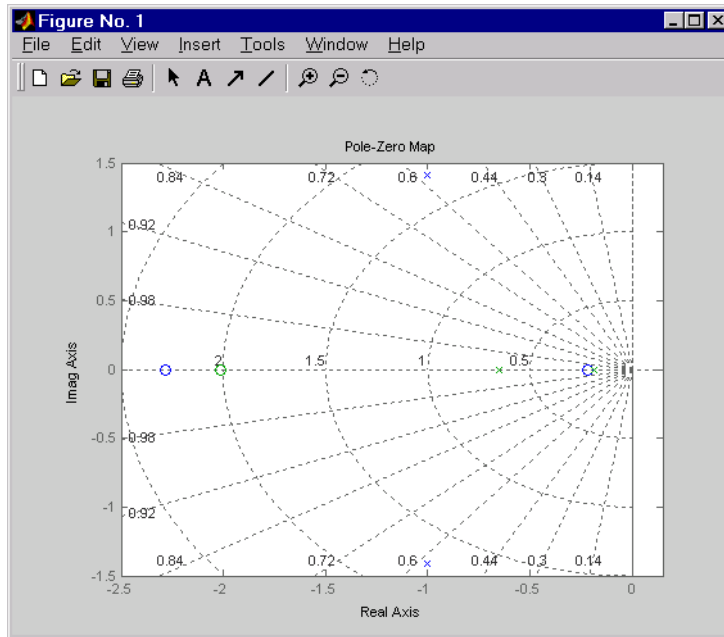 Figure No. 1
File Edit View Insert Tools Window Help
A
Pole-Zero Map
1.5
0.84 0.72 0.6 0.44 0.3 0.14
0.92
1
0.98
0.5
2 1.5 1 0.5
0
0.98
-0.5
0.92
-1
0.84 0.72 0.6 0.44 0.3 0.14
-1.5
-2.5 -2 -1.5 -1 -0.5 0
Imag Axis
Real Axis